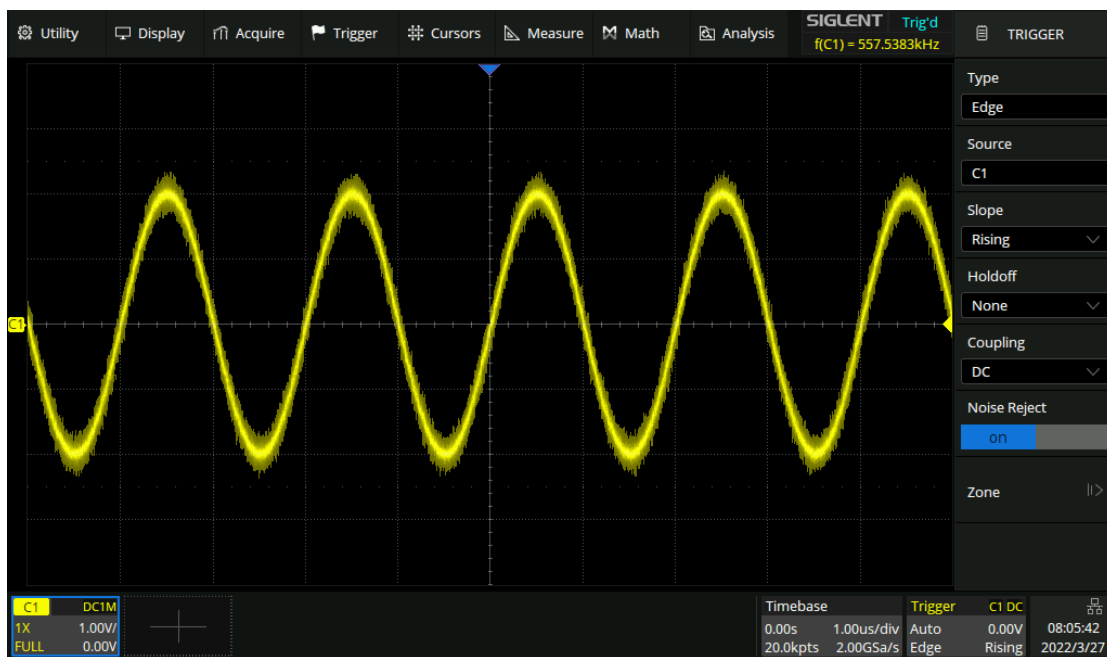 Utility Display Acquire Trigger Cursors Measure Math Analysis
SIGLENT Trig'd
f(C1) = 557.5383kHz
TRIGGER
Type
Edge
Source
C1
Slope
Rising
Holdoff
None
Coupling
DC
Noise Reject
on
Zone
C1
C1 DC1M
1X 1.00V/
FULL 0.00V
Timebase
0.00s 1.00us/div
20.0kpts 2.00GSa/s
Trigger C1 DC
Auto 0.00V
Edge Rising
08:05:42
2022/3/27